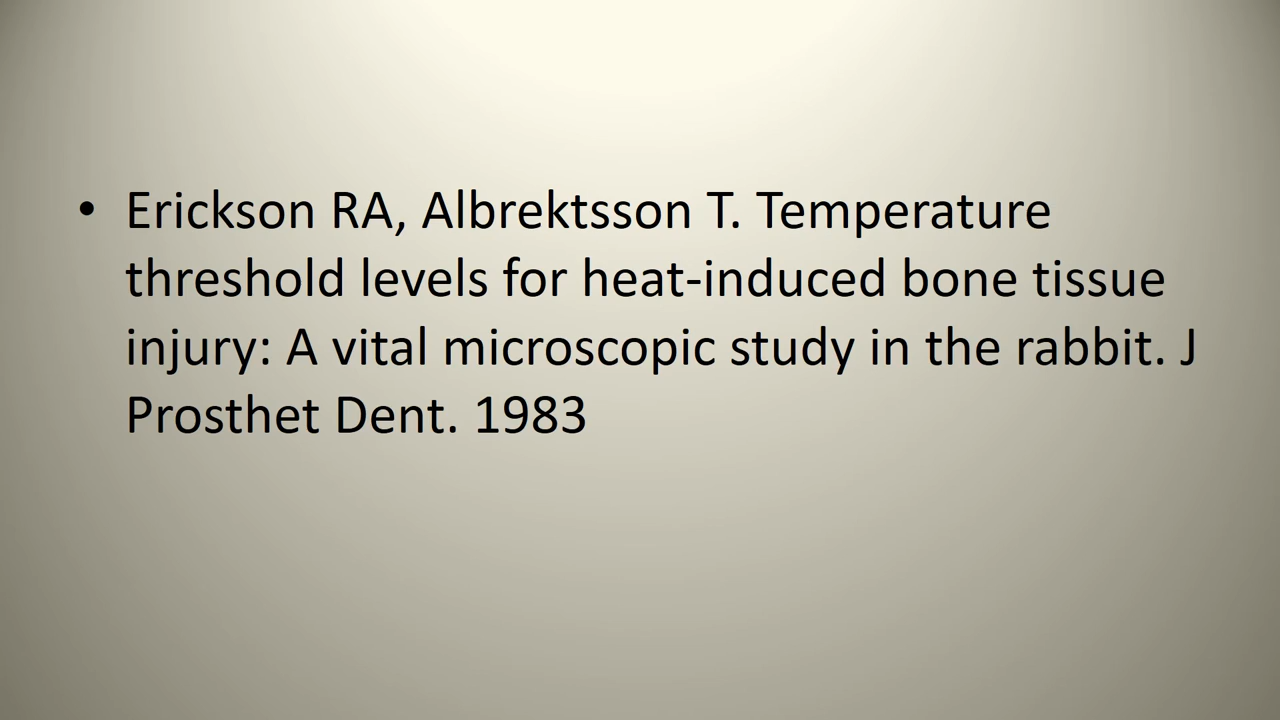 • Erickson RA, Albrektsson T. Temperature
threshold levels for heat-induced bone tissue
injury: A vital microscopic study in the rabbit. J
Prosthet Dent. 1983